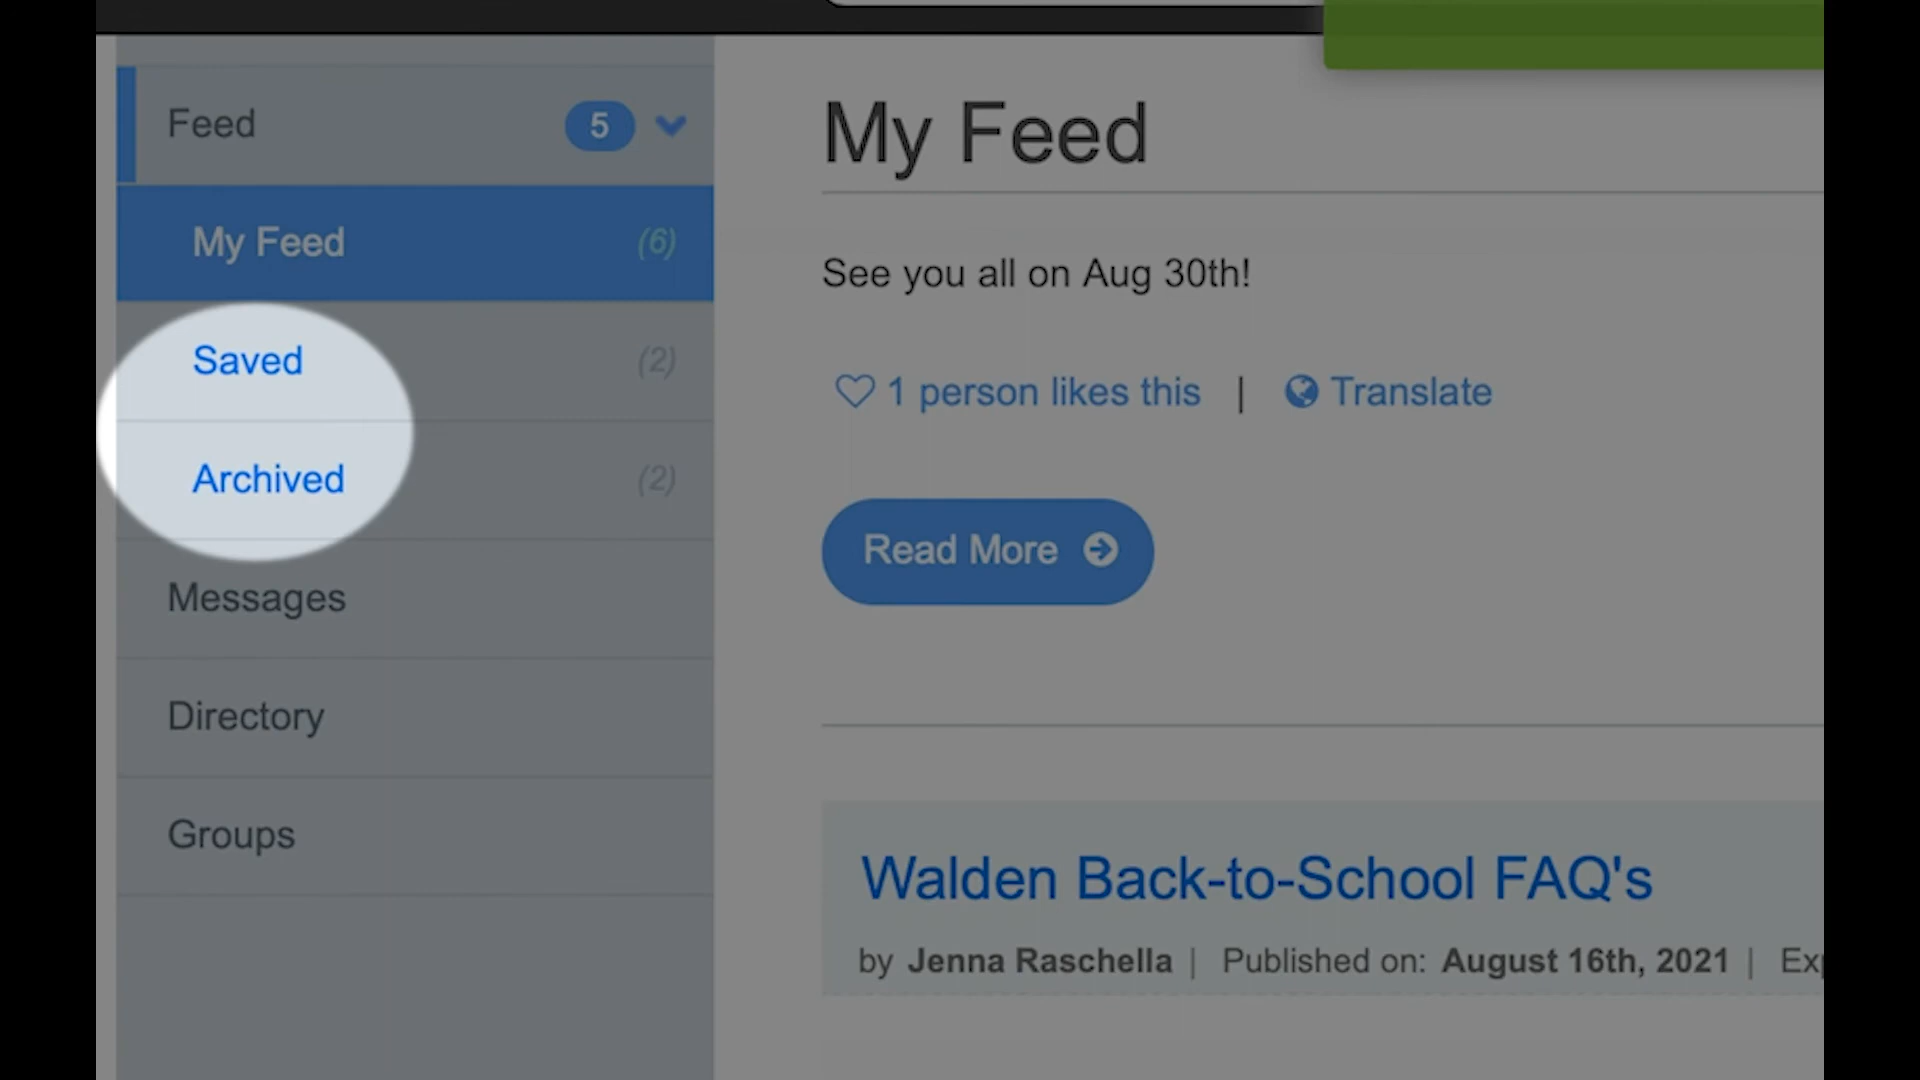 Feed 5
My Feed (6)
Saved (2)
Archived (2)
Messages
Directory
Groups
My Feed
See you all on Aug 30th!
1 person likes this | Translate
Read More
Walden Back-to-School FAQ's
by Jenna Raschella | Published on: August 16th, 2021 |